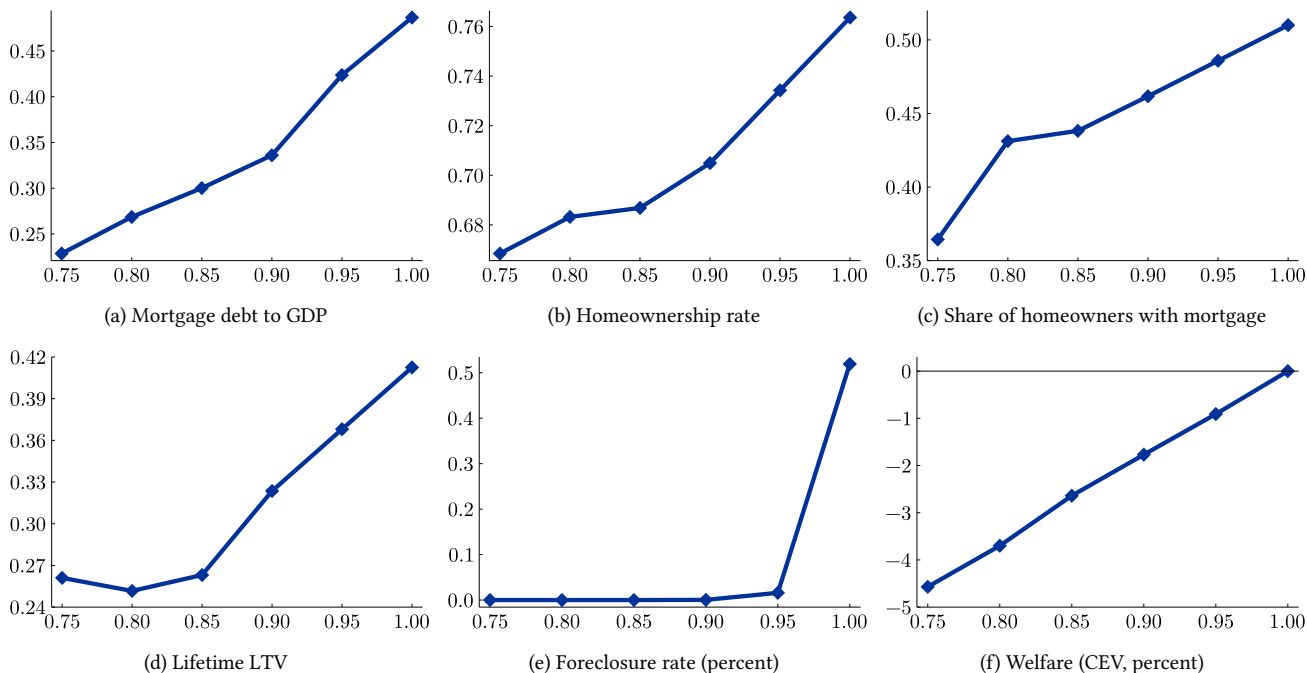 0.45
0.40
0.35
0.30
0.25
0.75 0.80 0.85 0.90 0.95 1.00
(a) Mortgage debt to GDP
0.76
0.74
0.72
0.70
0.68
0.75 0.80 0.85 0.90 0.95 1.00
(b) Homeownership rate
0.50
0.45
0.40
0.35
0.75 0.80 0.85 0.90 0.95 1.00
(c) Share of homeowners with mortgage
0.42
0.39
0.36
0.33
0.30
0.27
0.24
0.75 0.80 0.85 0.90 0.95 1.00
(d) Lifetime LTV
0.5
0.4
0.3
0.2
0.1
0.0
0.75 0.80 0.85 0.90 0.95 1.00
(e) Foreclosure rate (percent)
0
−1
−2
−3
−4
−5
0.75 0.80 0.85 0.90 0.95 1.00
(f) Welfare (CEV, percent)